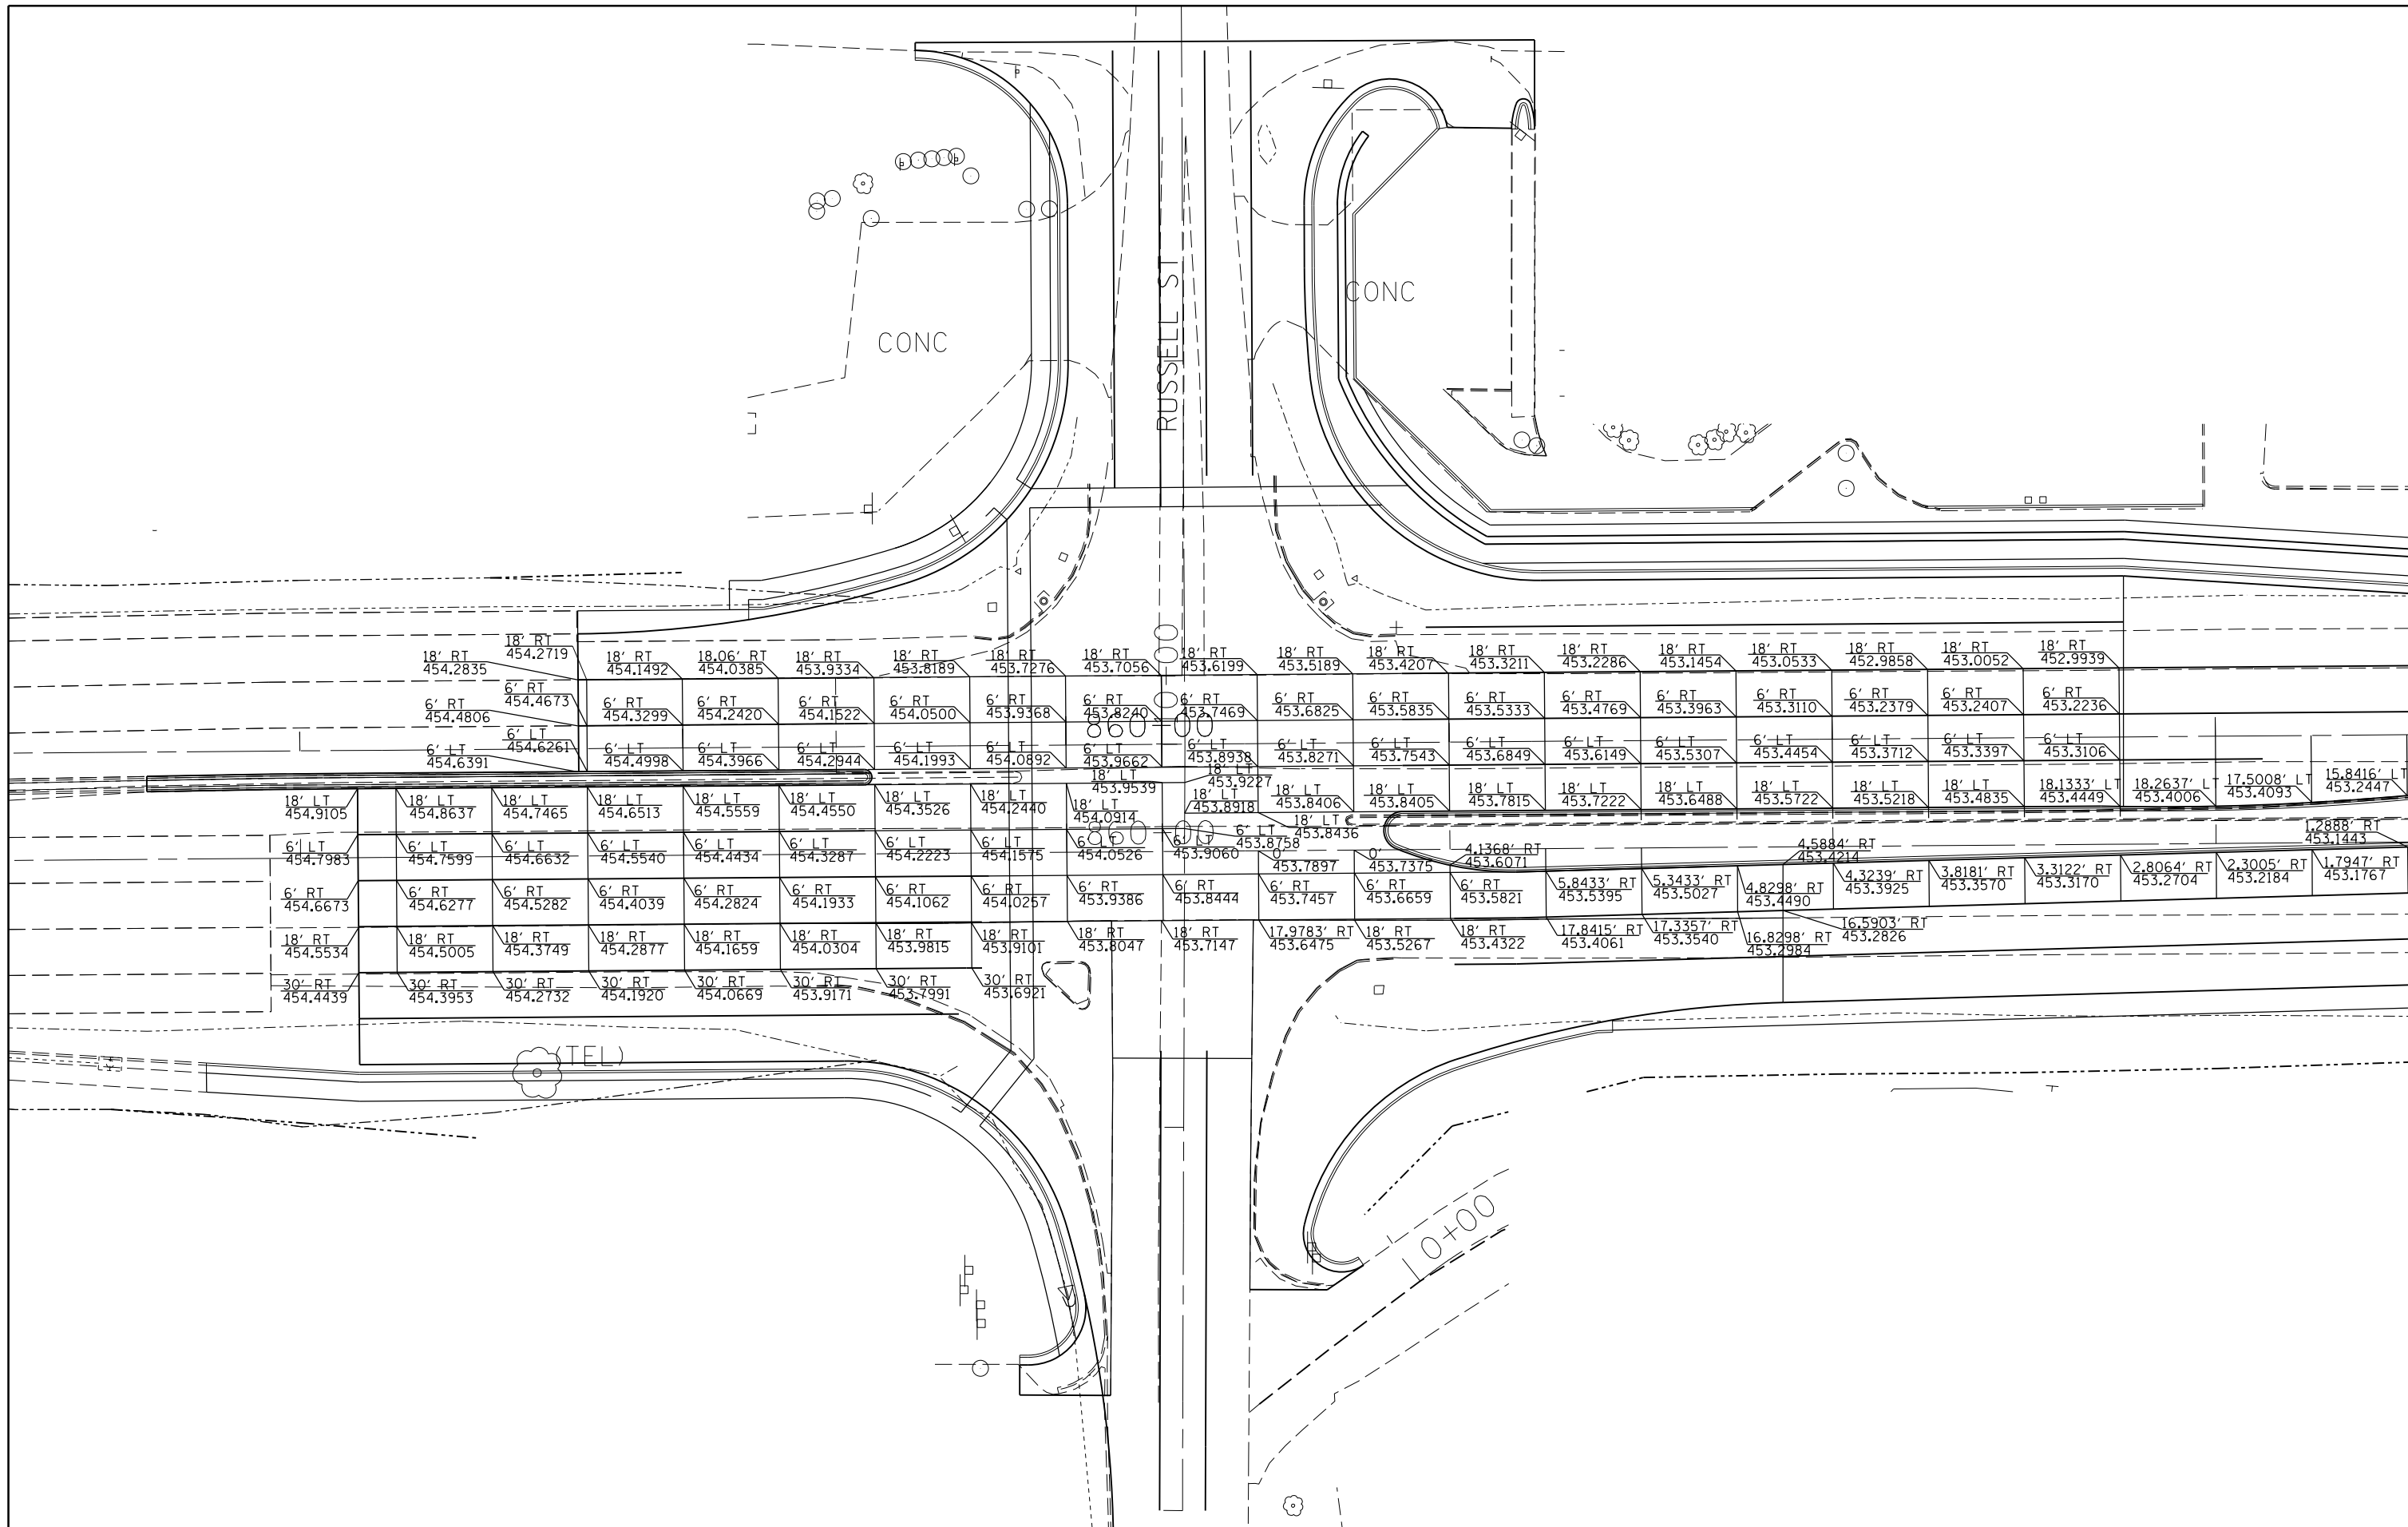 RUSSELL ST
CONC
CONC
18' RT
454.2835
18' RT
454.2719
18' RT
454.1492
18.06' RT
454.0385
18' RT
453.9334
18' RT
453.8189
18' RT
453.7276
18' RT
453.7056
18' RT
453.6199
18' RT
453.5189
18' RT
453.4207
18' RT
453.3211
18' RT
453.2286
18' RT
453.1454
18' RT
453.0533
18' RT
452.9858
18' RT
453.0052
18' RT
452.9939
6' RT
454.4806
6' RT
454.4673
6' RT
454.3299
6' RT
454.2420
6' RT
454.1522
6' RT
454.0500
6' RT
453.9368
6' RT
453.8240
6' RT
453.7469
6' RT
453.6825
6' RT
453.5835
6' RT
453.5333
6' RT
453.4769
6' RT
453.3963
6' RT
453.3110
6' RT
453.2379
6' RT
453.2407
6' RT
453.2236
860+00
6' LT
454.6391
6' LT
454.6261
6' LT
454.4998
6' LT
454.3966
6' LT
454.2944
6' LT
454.1993
6' LT
454.0892
6' LT
453.9662
6' LT
453.8938
6' LT
453.8271
6' LT
453.7543
6' LT
453.6849
6' LT
453.6149
6' LT
453.5307
6' LT
453.4454
6' LT
453.3712
6' LT
453.3397
6' LT
453.3106
18' LT
453.9539
18' LT
453.9227
18' LT
453.8918
18' LT
453.8436
18' LT
453.8406
18' LT
453.8405
18' LT
453.7815
18' LT
453.7222
18' LT
453.6488
18' LT
453.5722
18' LT
453.5218
18' LT
453.4835
18.1333' LT
453.4449
18.2637' LT
453.4006
17.5008' LT
453.4093
15.8416' LT
453.2447
18' LT
454.9105
18' LT
454.8637
18' LT
454.7465
18' LT
454.6513
18' LT
454.5559
18' LT
454.4550
18' LT
454.3526
18' LT
454.2440
18' LT
454.0914
860+00
6' LT
454.7983
6' LT
454.7599
6' LT
454.6632
6' LT
454.5540
6' LT
454.4434
6' LT
454.3287
6' LT
454.2223
6' LT
454.1575
6' LT
454.0526
6' LT
453.9060
6' LT
453.8758
0'
453.7897
0'
453.7375
4.1368' RT
453.6071
4.5884' RT
453.4214
1.2888' RT
453.1443
6' RT
454.6673
6' RT
454.6277
6' RT
454.5282
6' RT
454.4039
6' RT
454.2824
6' RT
454.1933
6' RT
454.1062
6' RT
454.0257
6' RT
453.9386
6' RT
453.8444
6' RT
453.7457
6' RT
453.6659
6' RT
453.5821
5.8433' RT
453.5395
5.3433' RT
453.5027
4.8298' RT
453.4490
4.3239' RT
453.3925
3.8181' RT
453.3570
3.3122' RT
453.3170
2.8064' RT
453.2704
2.3005' RT
453.2184
1.7947' RT
453.1767
18' RT
454.5534
18' RT
454.5005
18' RT
454.3749
18' RT
454.2877
18' RT
454.1659
18' RT
454.0304
18' RT
453.9815
18' RT
453.9101
18' RT
453.8047
18' RT
453.7147
17.9783' RT
453.6475
18' RT
453.5267
18' RT
453.4322
17.8415' RT
453.4061
17.3357' RT
453.3540
16.8298' RT
453.2984
16.5903' RT
453.2826
30' RT
454.4439
30' RT
454.3953
30' RT
454.2732
30' RT
454.1920
30' RT
454.0669
30' RT
453.9171
30' RT
453.7991
30' RT
453.6921
(TEL)
10+00